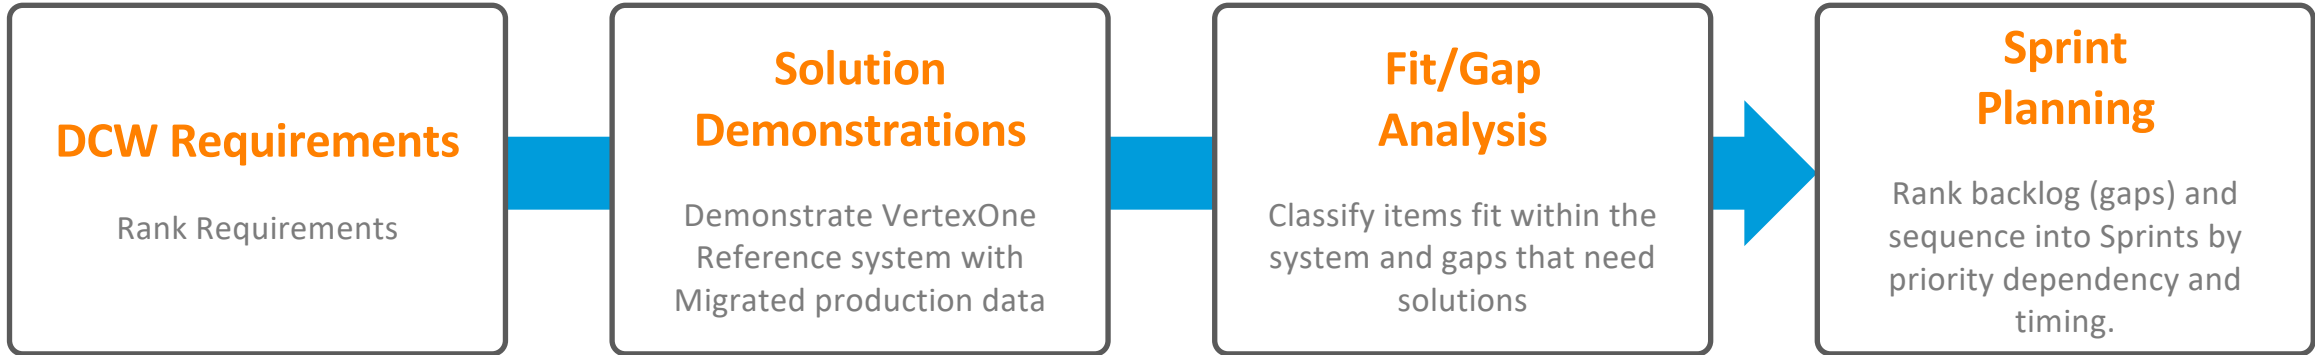 DCW Requirements
Rank Requirements
Solution
Demonstrations
Demonstrate VertexOne
Reference system with
Migrated production data
Fit/Gap
Analysis
Classify items fit within the
system and gaps that need
solutions
Sprint
Planning
Rank backlog (gaps) and
sequence into Sprints by
priority dependency and
timing.